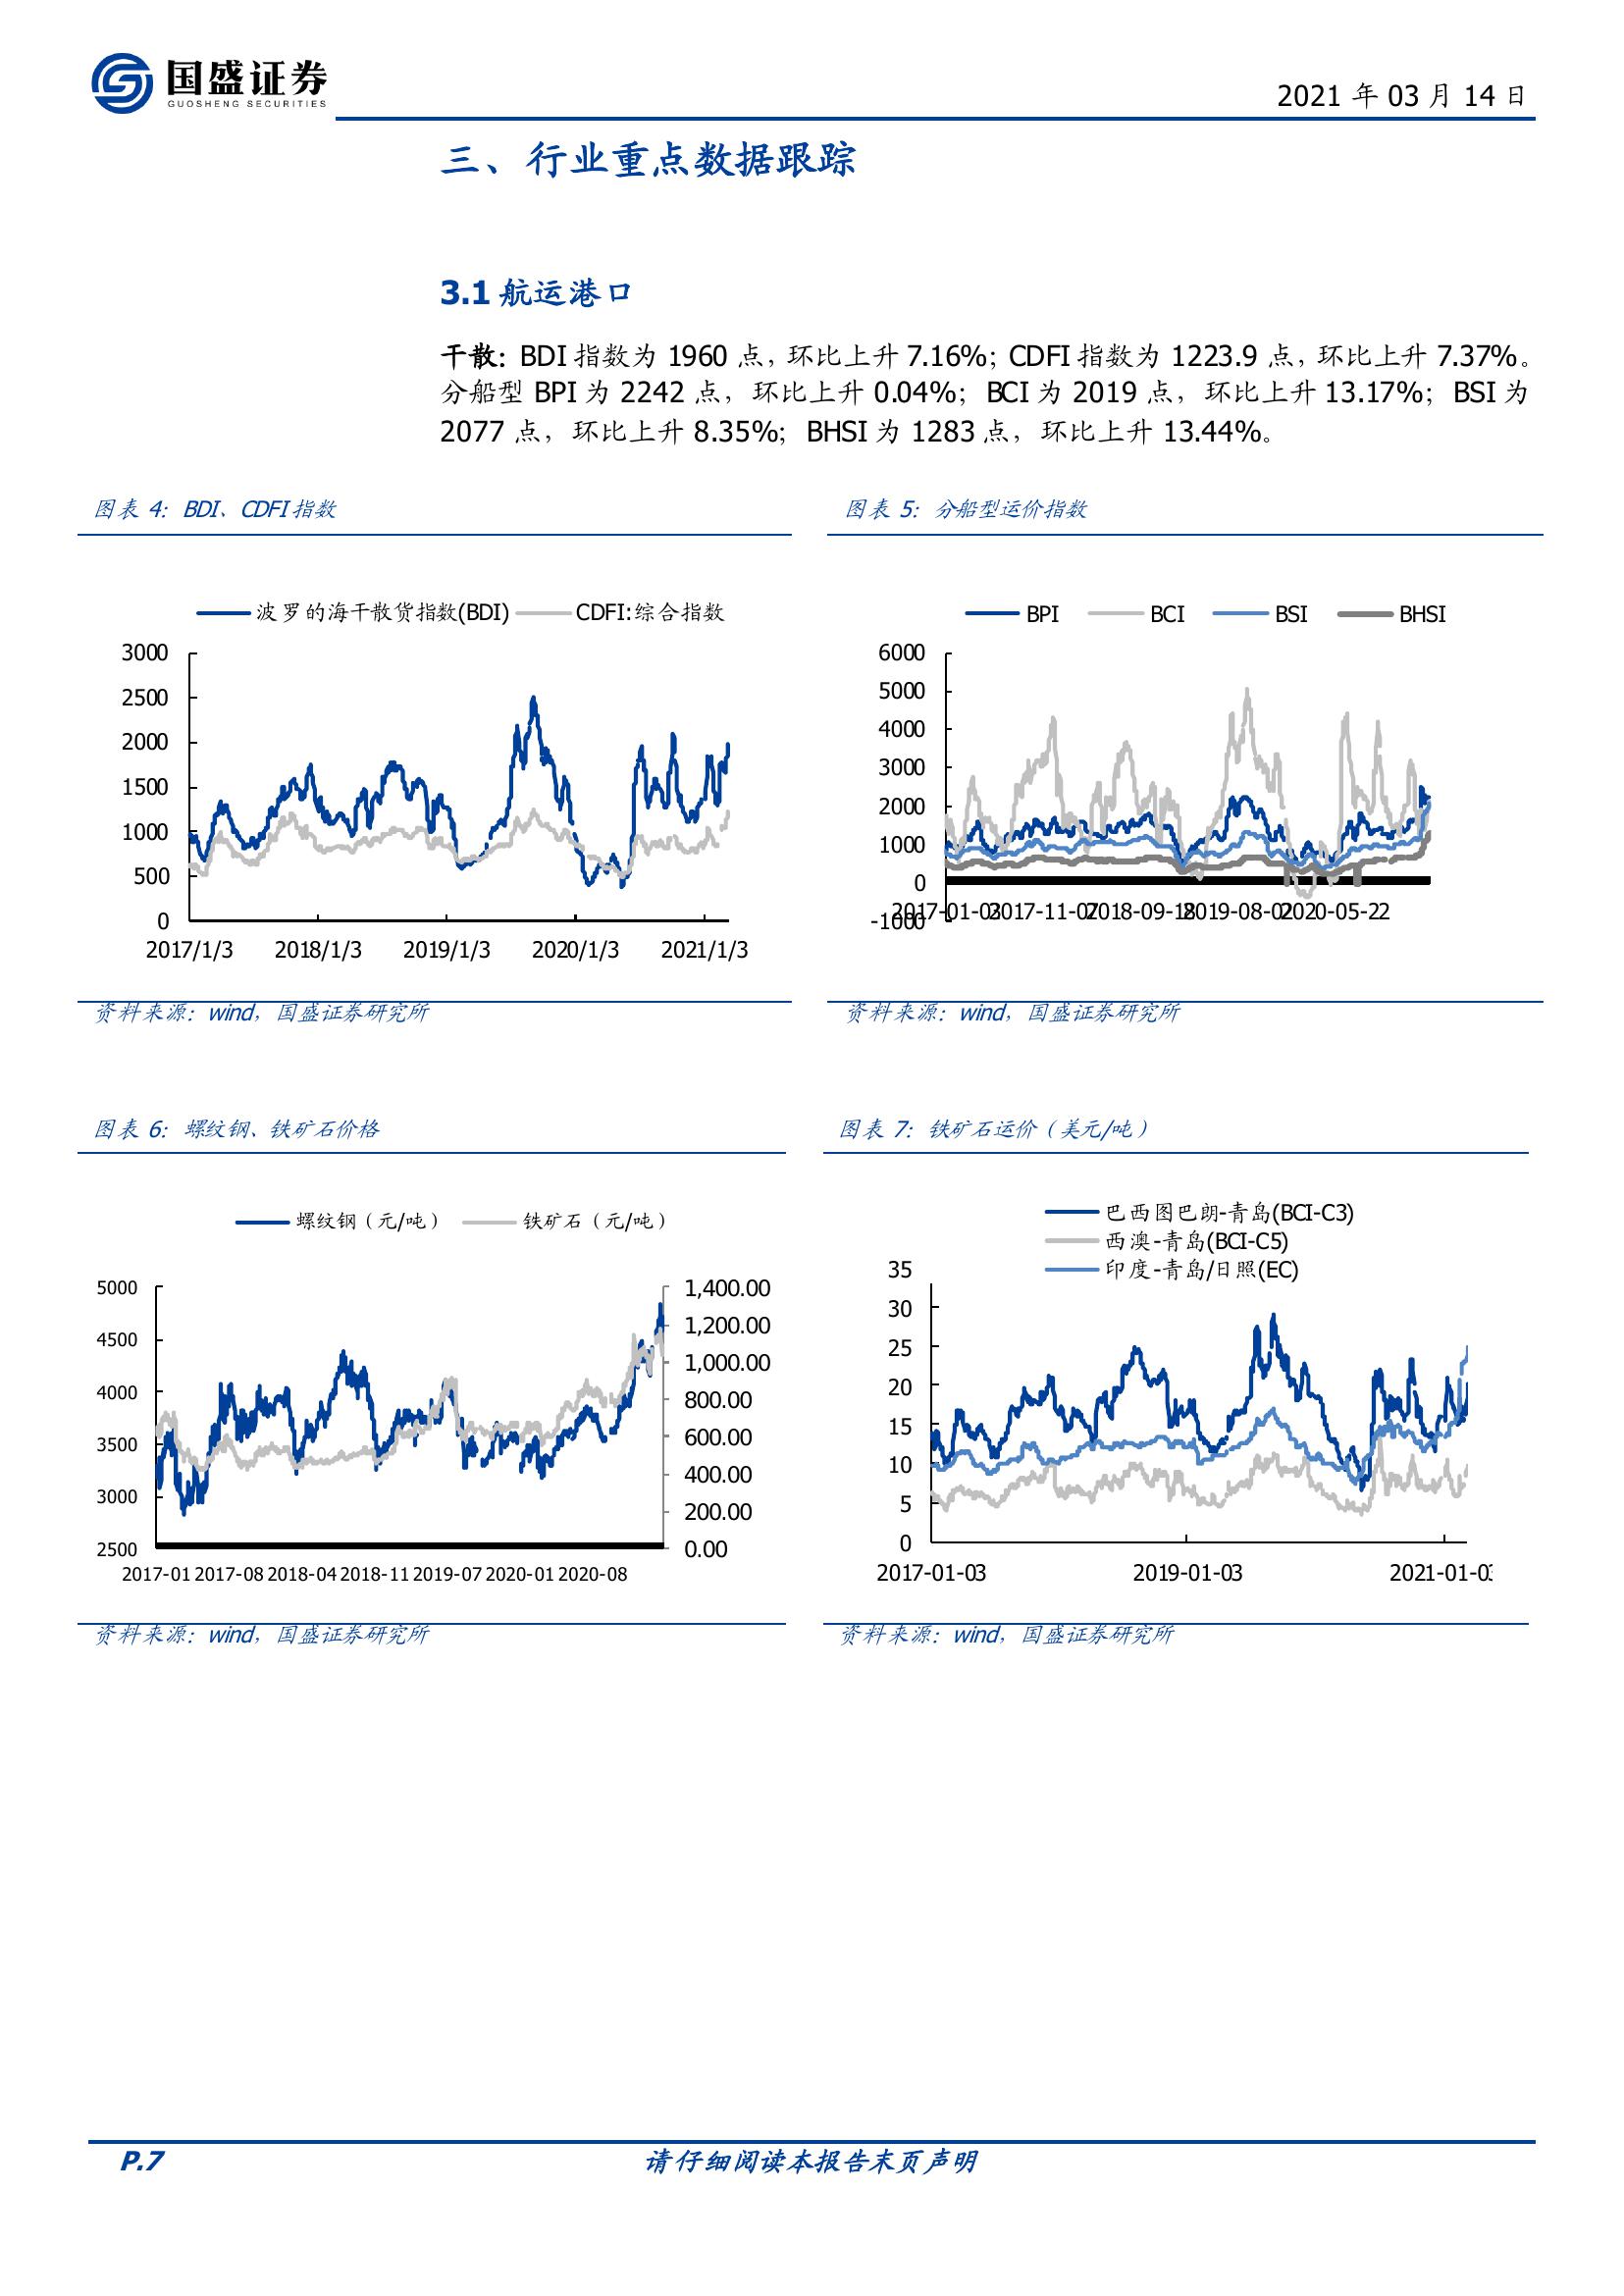 国盛证券
GUOSHENG SECURITIES
2021 年 03 月 14 日
三、行业重点数据跟踪
3.1 航运港口
干散：BDI 指数为 1960 点，环比上升 7.16%；CDFI 指数为 1223.9 点，环比上升 7.37%。
分船型 BPI 为 2242 点，环比上升 0.04%；BCI 为 2019 点，环比上升 13.17%；BSI 为
2077 点，环比上升 8.35%；BHSI 为 1283 点，环比上升 13.44%。
图表 4：BDI、CDFI 指数
波罗的海干散货指数(BDI) CDFI:综合指数
3000
2500
2000
1500
1000
500
0
2017/1/3 2018/1/3 2019/1/3 2020/1/3 2021/1/3
资料来源：wind，国盛证券研究所
图表 5：分船型运价指数
BPI BCI BSI BHSI
6000
5000
4000
3000
2000
1000
0
-1000
2017-01-03 2017-11-07 2018-09-18 2019-08-02 2020-05-22
资料来源：wind，国盛证券研究所
图表 6：螺纹钢、铁矿石价格
螺纹钢（元/吨） 铁矿石（元/吨）
5000
4500
4000
3500
3000
2500
1,400.00
1,200.00
1,000.00
800.00
600.00
400.00
200.00
0.00
2017-01 2017-08 2018-04 2018-11 2019-07 2020-01 2020-08
资料来源：wind，国盛证券研究所
图表 7：铁矿石运价（美元/吨）
巴西图巴朗-青岛(BCI-C3)
西澳-青岛(BCI-C5)
印度-青岛/日照(EC)
35
30
25
20
15
10
5
0
2017-01-03 2019-01-03 2021-01-03
资料来源：wind，国盛证券研究所
P.7 请仔细阅读本报告末页声明